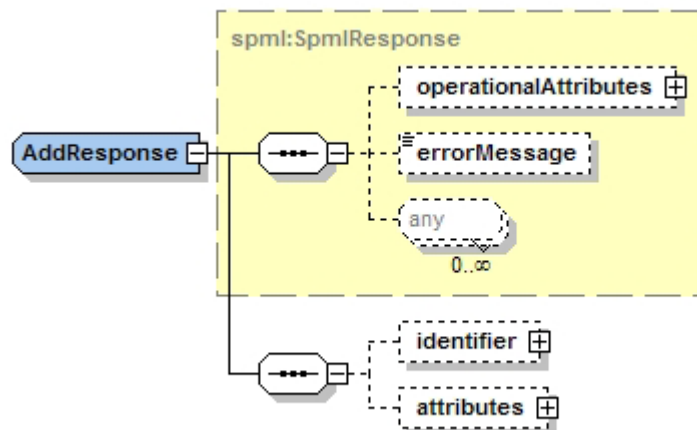 spml:SpmlResponse
operationalAttributes
AddResponse
errorMessage
any
0..∞
identifier
attributes